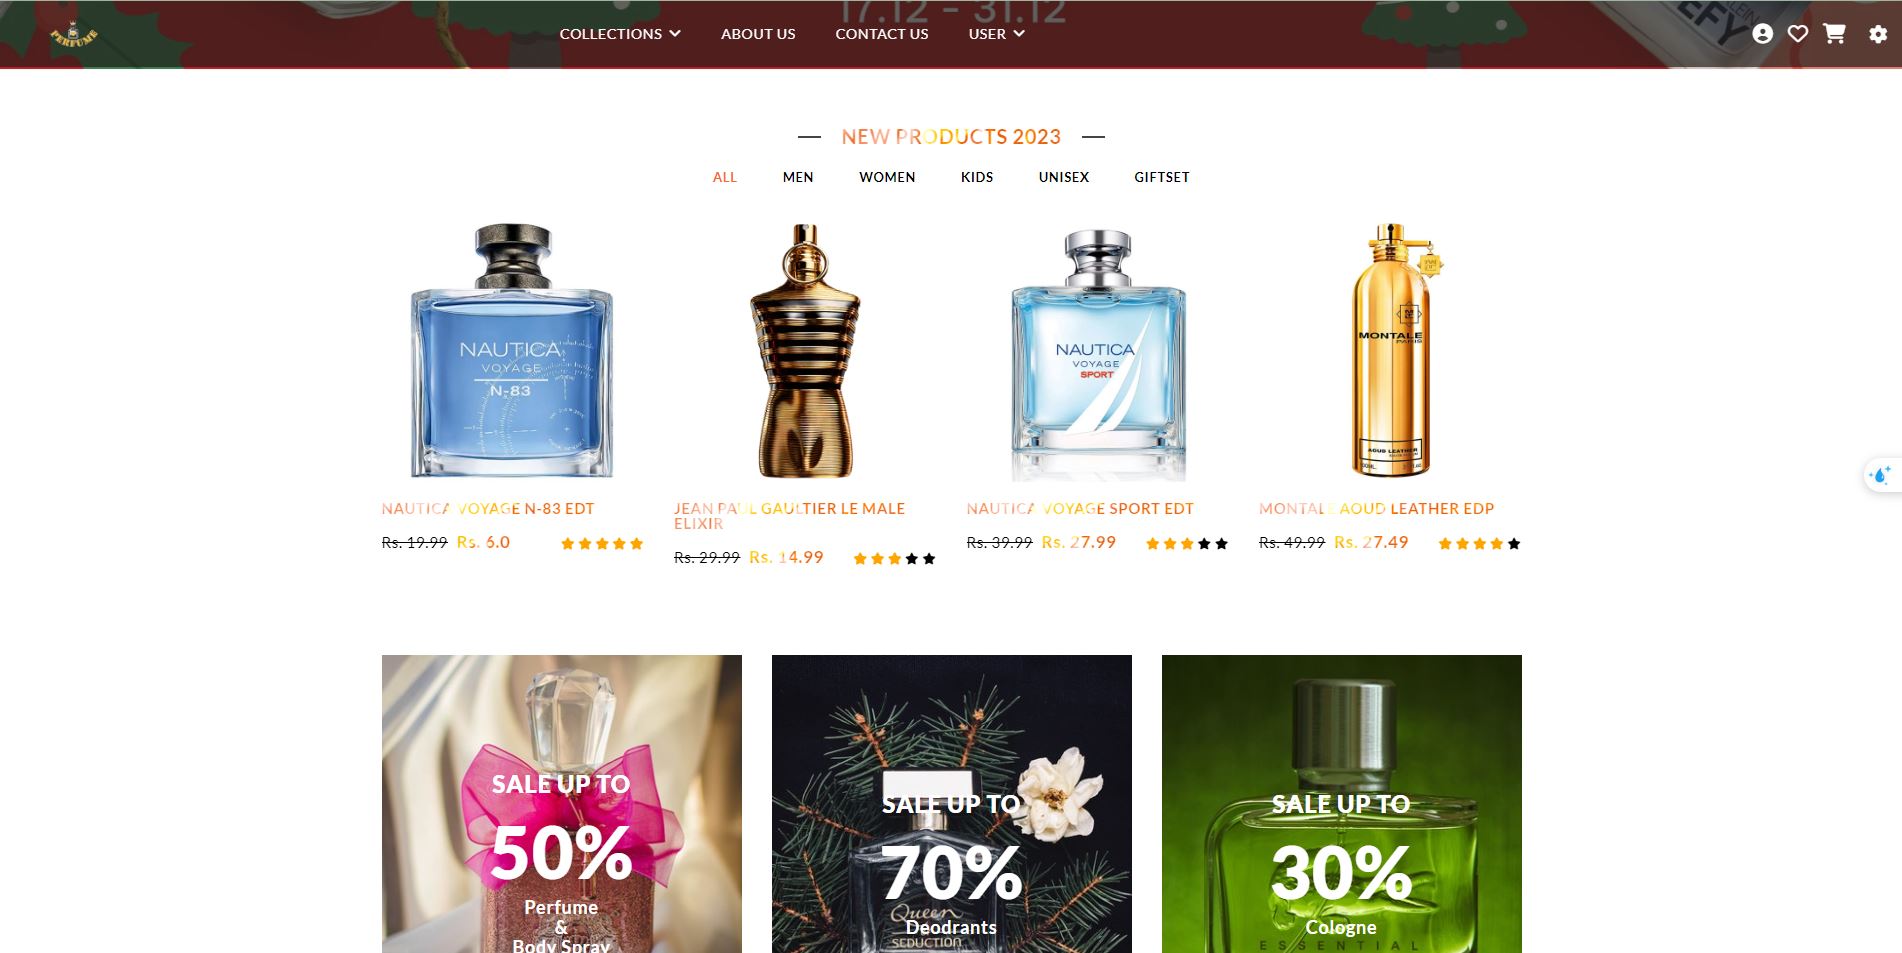 17.12 - 31.12
PERFUME
COLLECTIONS
ABOUT US
CONTACT US
USER
NEW PRODUCTS 2023
ALL
MEN
WOMEN
KIDS
UNISEX
GIFTSET
NAUTICA
VOYAGE
N-83
NAUTICA
VOYAGE
SPORT
MONTALE
PARIS
AOUD LEATHER
NAUTICA VOYAGE N-83 EDT
Rs. 19.99 Rs. 6.0
JEAN PAUL GAULTIER LE MALE
ELIXIR
Rs. 29.99 Rs. 14.99
NAUTICA VOYAGE SPORT EDT
Rs. 39.99 Rs. 27.99
MONTALE AOUD LEATHER EDP
Rs. 49.99 Rs. 27.49
SALE UP TO
50%
Perfume
&
Body Spray
SALE UP TO
70%
Queen
Deodrants
SEDUCTION
SALE UP TO
30%
Cologne
ESSENTIAL